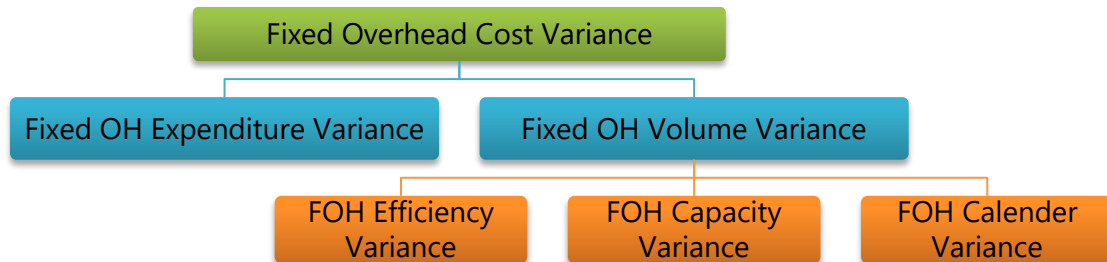 Fixed Overhead Cost Variance
Fixed OH Expenditure Variance
Fixed OH Volume Variance
FOH Efficiency
Variance
FOH Capacity
Variance
FOH Calender
Variance